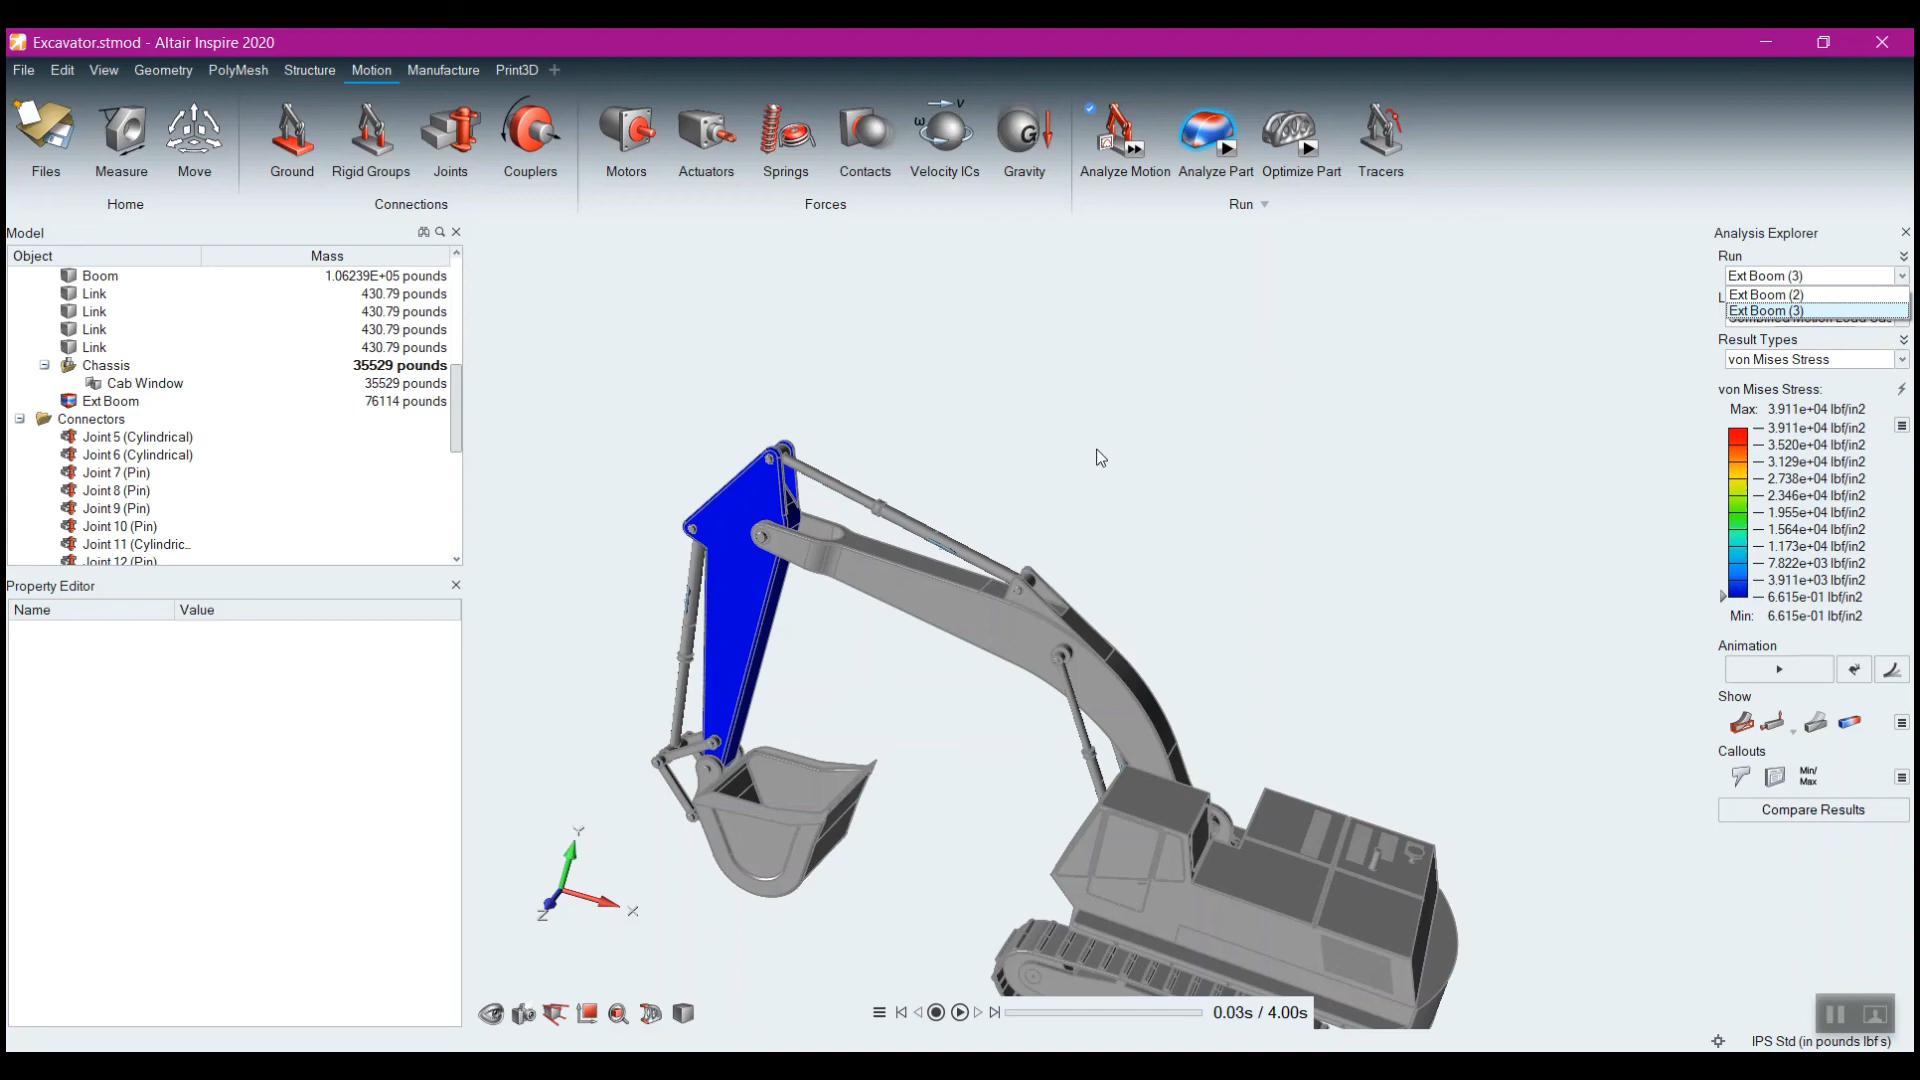 Excavator.stmod - Altair Inspire 2020
File Edit View Geometry PolyMesh Structure Motion Manufacture Print3D +
Files Measure Move Ground Rigid Groups Joints Couplers Motors Actuators Springs Contacts Velocity ICs Gravity Analyze Motion Analyze Part Optimize Part Tracers
Home Connections Forces Run
Model
Object Mass
Boom 1.06239E+05 pounds
Link 430.79 pounds
Link 430.79 pounds
Link 430.79 pounds
Link 430.79 pounds
Chassis 35529 pounds
Cab Window 35529 pounds
Ext Boom 76114 pounds
Connectors
Joint 5 (Cylindrical)
Joint 6 (Cylindrical)
Joint 7 (Pin)
Joint 8 (Pin)
Joint 9 (Pin)
Joint 10 (Pin)
Joint 11 (Cylindric...
Joint 12 (Pin)
Property Editor
Name Value
Y
X
Z
0.03s / 4.00s
Analysis Explorer
Run
Ext Boom (3)
Ext Boom (2)
Ext Boom (3)
Result Types
von Mises Stress
von Mises Stress:
Max: 3.911e+04 lbf/in2
3.911e+04 lbf/in2
3.520e+04 lbf/in2
3.129e+04 lbf/in2
2.738e+04 lbf/in2
2.346e+04 lbf/in2
1.955e+04 lbf/in2
1.564e+04 lbf/in2
1.173e+04 lbf/in2
7.822e+03 lbf/in2
3.911e+03 lbf/in2
6.615e-01 lbf/in2
Min: 6.615e-01 lbf/in2
Animation
Show
Callouts
Min/
Max
Compare Results
IPS Std (in pounds lbf s)